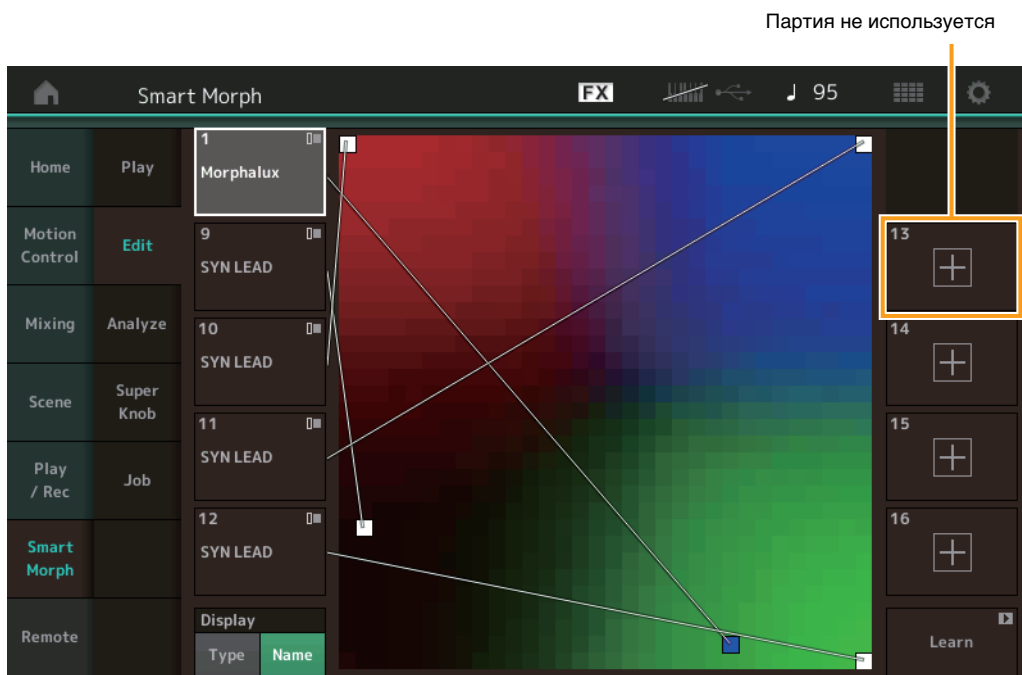 Партия не используется
Smart Morph
FX
95
Home
Play
Motion
Control
Edit
Mixing
Analyze
Scene
Super
Knob
Play
/ Rec
Job
Smart
Morph
Remote
1
Morphalux
9
SYN LEAD
10
SYN LEAD
11
SYN LEAD
12
SYN LEAD
Display
Type
Name
13
14
15
16
Learn